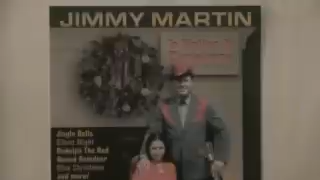 JIMMY MARTIN
Jingle Bells
Silent Night
Rudolph The Red
Nosed Reindeer
Blue Christmas
and more!